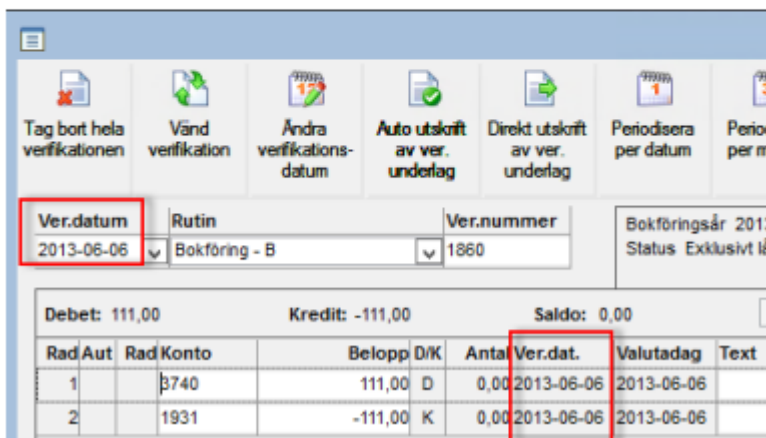 Tag bort hela verifikationen
Vänd verifikation
Ändra verifikations-datum
Auto utskrift av ver. underlag
Direkt utskrift av ver. underlag
Periodisera per datum
per
Ver.datum Rutin Ver.nummer
2013-06-06 Bokföring - B 1860
Bokföringsår 201
Status Exklusivt
Debet: 111,00 Kredit: -111,00 Saldo: 0,00
Rad Aut Rad Konto Belopp D/K Antal Ver.dat. Valutadag Text
1 3740 111,00 D 0,00 2013-06-06 2013-06-06
2 1931 -111,00 K 0,00 2013-06-06 2013-06-06